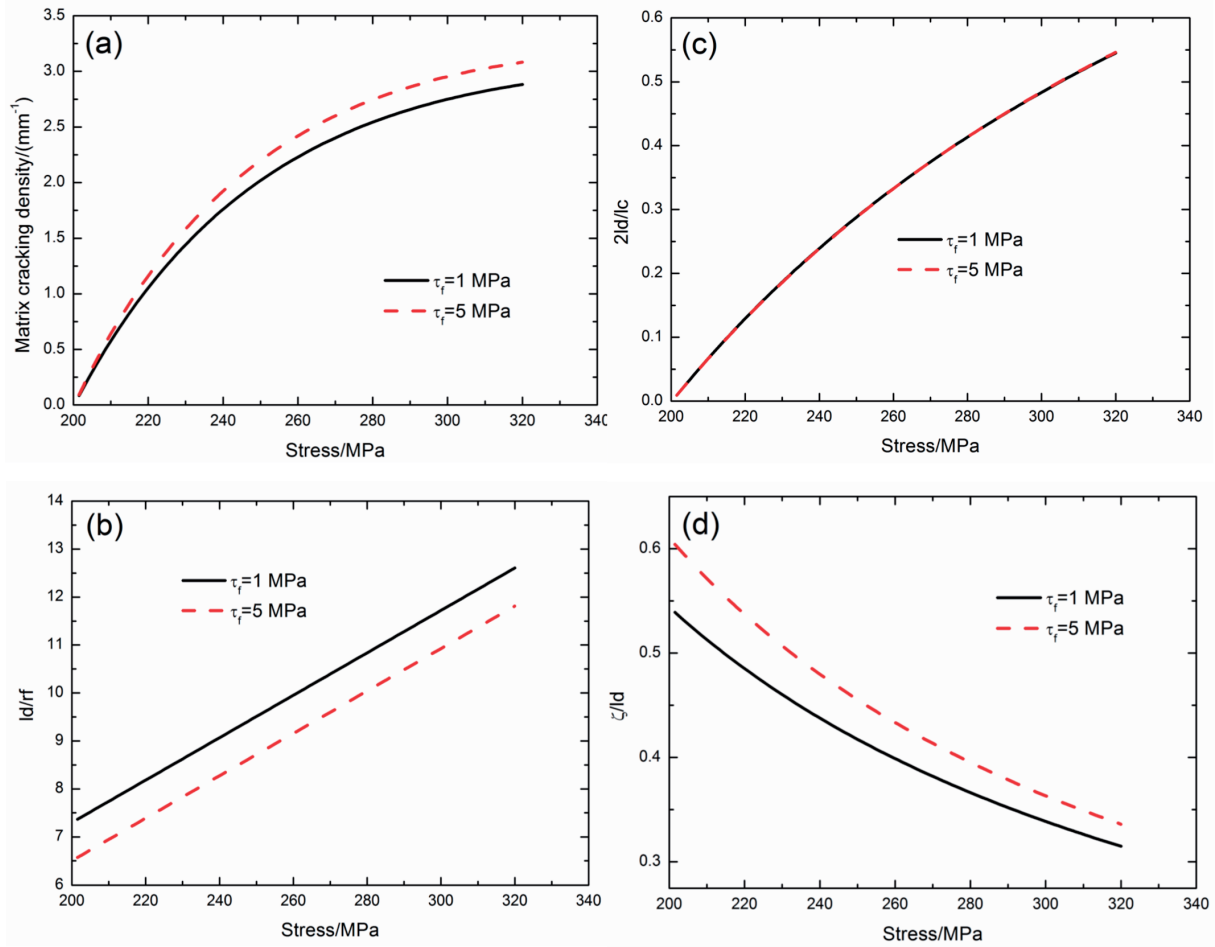 (a)
Matrix cracking density/(mm⁻¹)
3.5
3.0
2.5
2.0
1.5
1.0
0.5
0.0
200 220 240 260 280 300 320 340
Stress/MPa
τf=1 MPa
τf=5 MPa
(c)
2ld/lc
0.6
0.5
0.4
0.3
0.2
0.1
0.0
200 220 240 260 280 300 320 340
Stress/MPa
τf=1 MPa
τf=5 MPa
(b)
ld/rf
14
13
12
11
10
9
8
7
6
200 220 240 260 280 300 320 340
Stress/MPa
τf=1 MPa
τf=5 MPa
(d)
ζ/ld
0.6
0.5
0.4
0.3
200 220 240 260 280 300 320 340
Stress/MPa
τf=1 MPa
τf=5 MPa